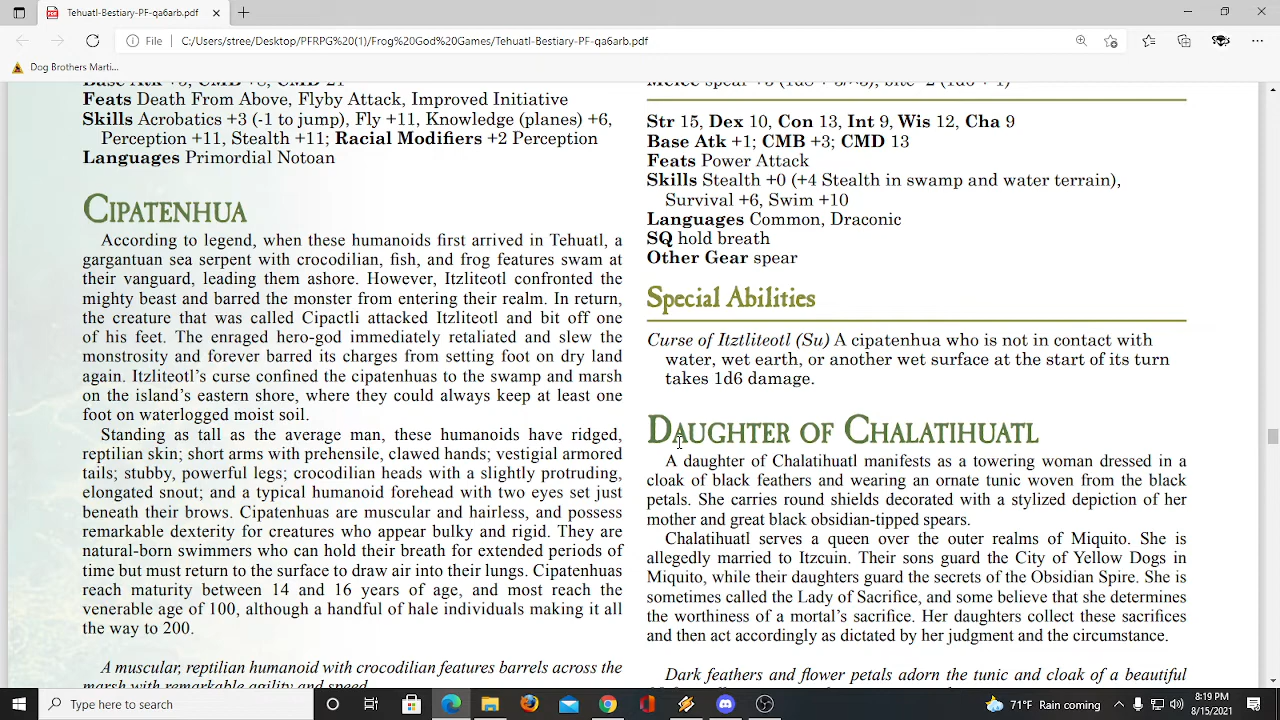 Tehuatl-Bestiary-PF-qa6arb.pdf
File C:/Users/stree/Desktop/PFRPG%20(1)/Frog%20God%20Games/Tehuatl-Bestiary-PF-qa6arb.pdf
Dog Brothers Marti...
Feats Death From Above, Flyby Attack, Improved Initiative
Skills Acrobatics +3 (-1 to jump), Fly +11, Knowledge (planes) +6,
Perception +11, Stealth +11; Racial Modifiers +2 Perception
Languages Primordial Notoan
Cipatenhua
According to legend, when these humanoids first arrived in Tehuatl, a
gargantuan sea serpent with crocodilian, fish, and frog features swam at
their vanguard, leading them ashore. However, Itzliteotl confronted the
mighty beast and barred the monster from entering their realm. In return,
the creature that was called Cipactli attacked Itzliteotl and bit off one
of his feet. The enraged hero-god immediately retaliated and slew the
monstrosity and forever barred its charges from setting foot on dry land
again. Itzliteotl's curse confined the cipatenhuas to the swamp and marsh
on the island's eastern shore, where they could always keep at least one
foot on waterlogged moist soil.
Standing as tall as the average man, these humanoids have ridged,
reptilian skin; short arms with prehensile, clawed hands; vestigial armored
tails; stubby, powerful legs; crocodilian heads with a slightly protruding,
elongated snout; and a typical humanoid forehead with two eyes set just
beneath their brows. Cipatenhuas are muscular and hairless, and possess
remarkable dexterity for creatures who appear bulky and rigid. They are
natural-born swimmers who can hold their breath for extended periods of
time but must return to the surface to draw air into their lungs. Cipatenhuas
reach maturity between 14 and 16 years of age, and most reach the
venerable age of 100, although a handful of hale individuals making it all
the way to 200.
A muscular, reptilian humanoid with crocodilian features barrels across the
marsh with remarkable agility and speed.
Str 15, Dex 10, Con 13, Int 9, Wis 12, Cha 9
Base Atk +1; CMB +3; CMD 13
Feats Power Attack
Skills Stealth +0 (+4 Stealth in swamp and water terrain),
Survival +6, Swim +10
Languages Common, Draconic
SQ hold breath
Other Gear spear
Special Abilities
Curse of Itztliteotl (Su) A cipatenhua who is not in contact with
water, wet earth, or another wet surface at the start of its turn
takes 1d6 damage.
Daughter of Chalatihuatl
A daughter of Chalatihuatl manifests as a towering woman dressed in a
cloak of black feathers and wearing an ornate tunic woven from the black
petals. She carries round shields decorated with a stylized depiction of her
mother and great black obsidian-tipped spears.
Chalatihuatl serves a queen over the outer realms of Miquito. She is
allegedly married to Itzcuin. Their sons guard the City of Yellow Dogs in
Miquito, while their daughters guard the secrets of the Obsidian Spire. She is
sometimes called the Lady of Sacrifice, and some believe that she determines
the worthiness of a mortal's sacrifice. Her daughters collect these sacrifices
and then act accordingly as dictated by her judgment and the circumstance.
Dark feathers and flower petals adorn the tunic and cloak of a beautiful
Type here to search
71°F Rain coming
8:19 PM
8/15/2021